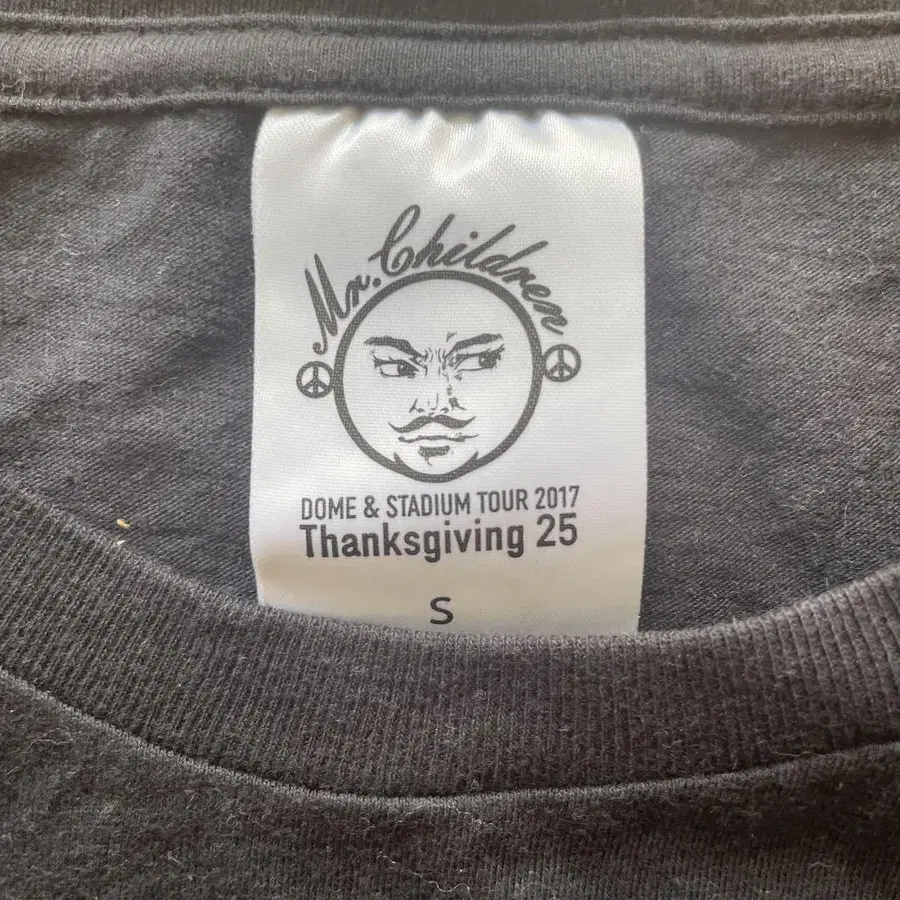 Mr.Children
DOME & STADIUM TOUR 2017
Thanksgiving 25
S